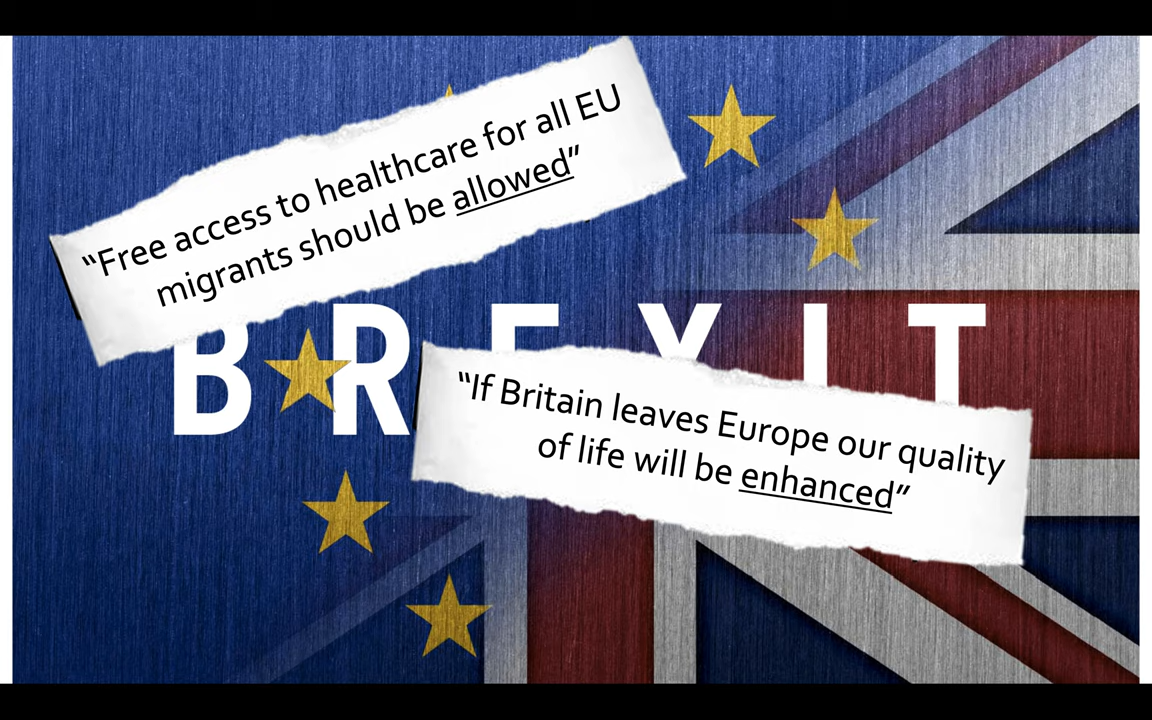 “Free access to healthcare for all EU
migrants should be allowed”
BREXIT
“If Britain leaves Europe our quality
of life will be enhanced”